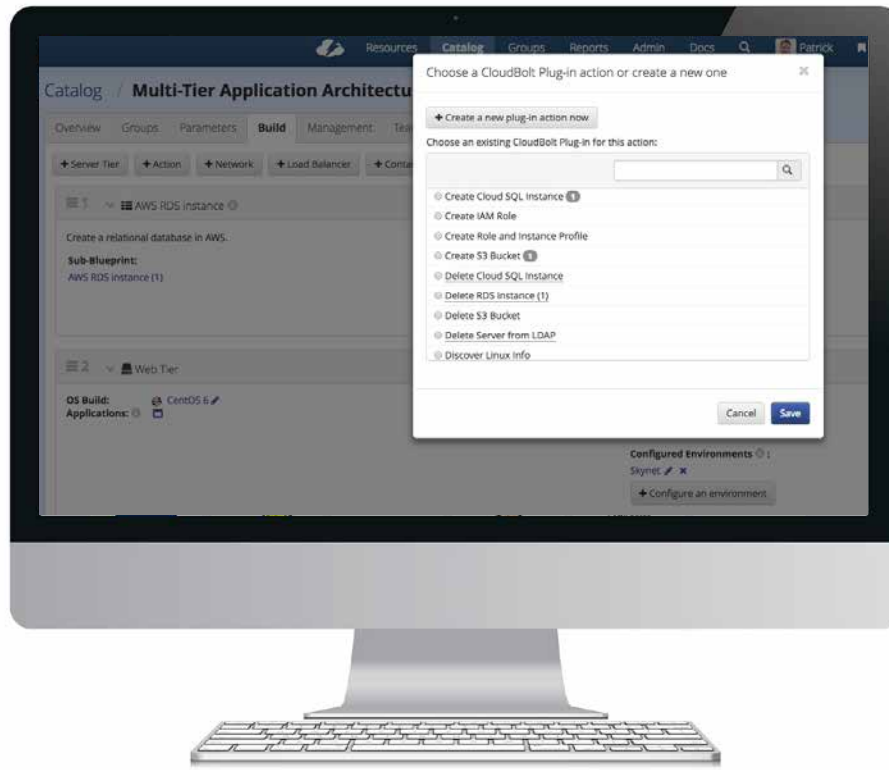 Resources Catalog Groups Reports Admin Docs Patrick
Catalog / Multi-Tier Application Architectu
Overview Groups Parameters Build Management Tea
+ Server Tier + Action + Network + Load Balancer + Conta
1 AWS RDS instance
Create a relational database in AWS.
Sub-Blueprint:
AWS RDS instance (1)
2 Web Tier
OS Build: CentOS 6
Applications:
Choose a CloudBolt Plug-in action or create a new one
+ Create a new plug-in action now
Choose an existing CloudBolt Plug-in for this action:
Create Cloud SQL Instance 1
Create IAM Role
Create Role and Instance Profile
Create S3 Bucket 1
Delete Cloud SQL Instance
Delete RDS Instance (1)
Delete S3 Bucket
Delete Server from LDAP
Discover Linux Info
Cancel Save
Configured Environments :
Skynet
+ Configure an environment